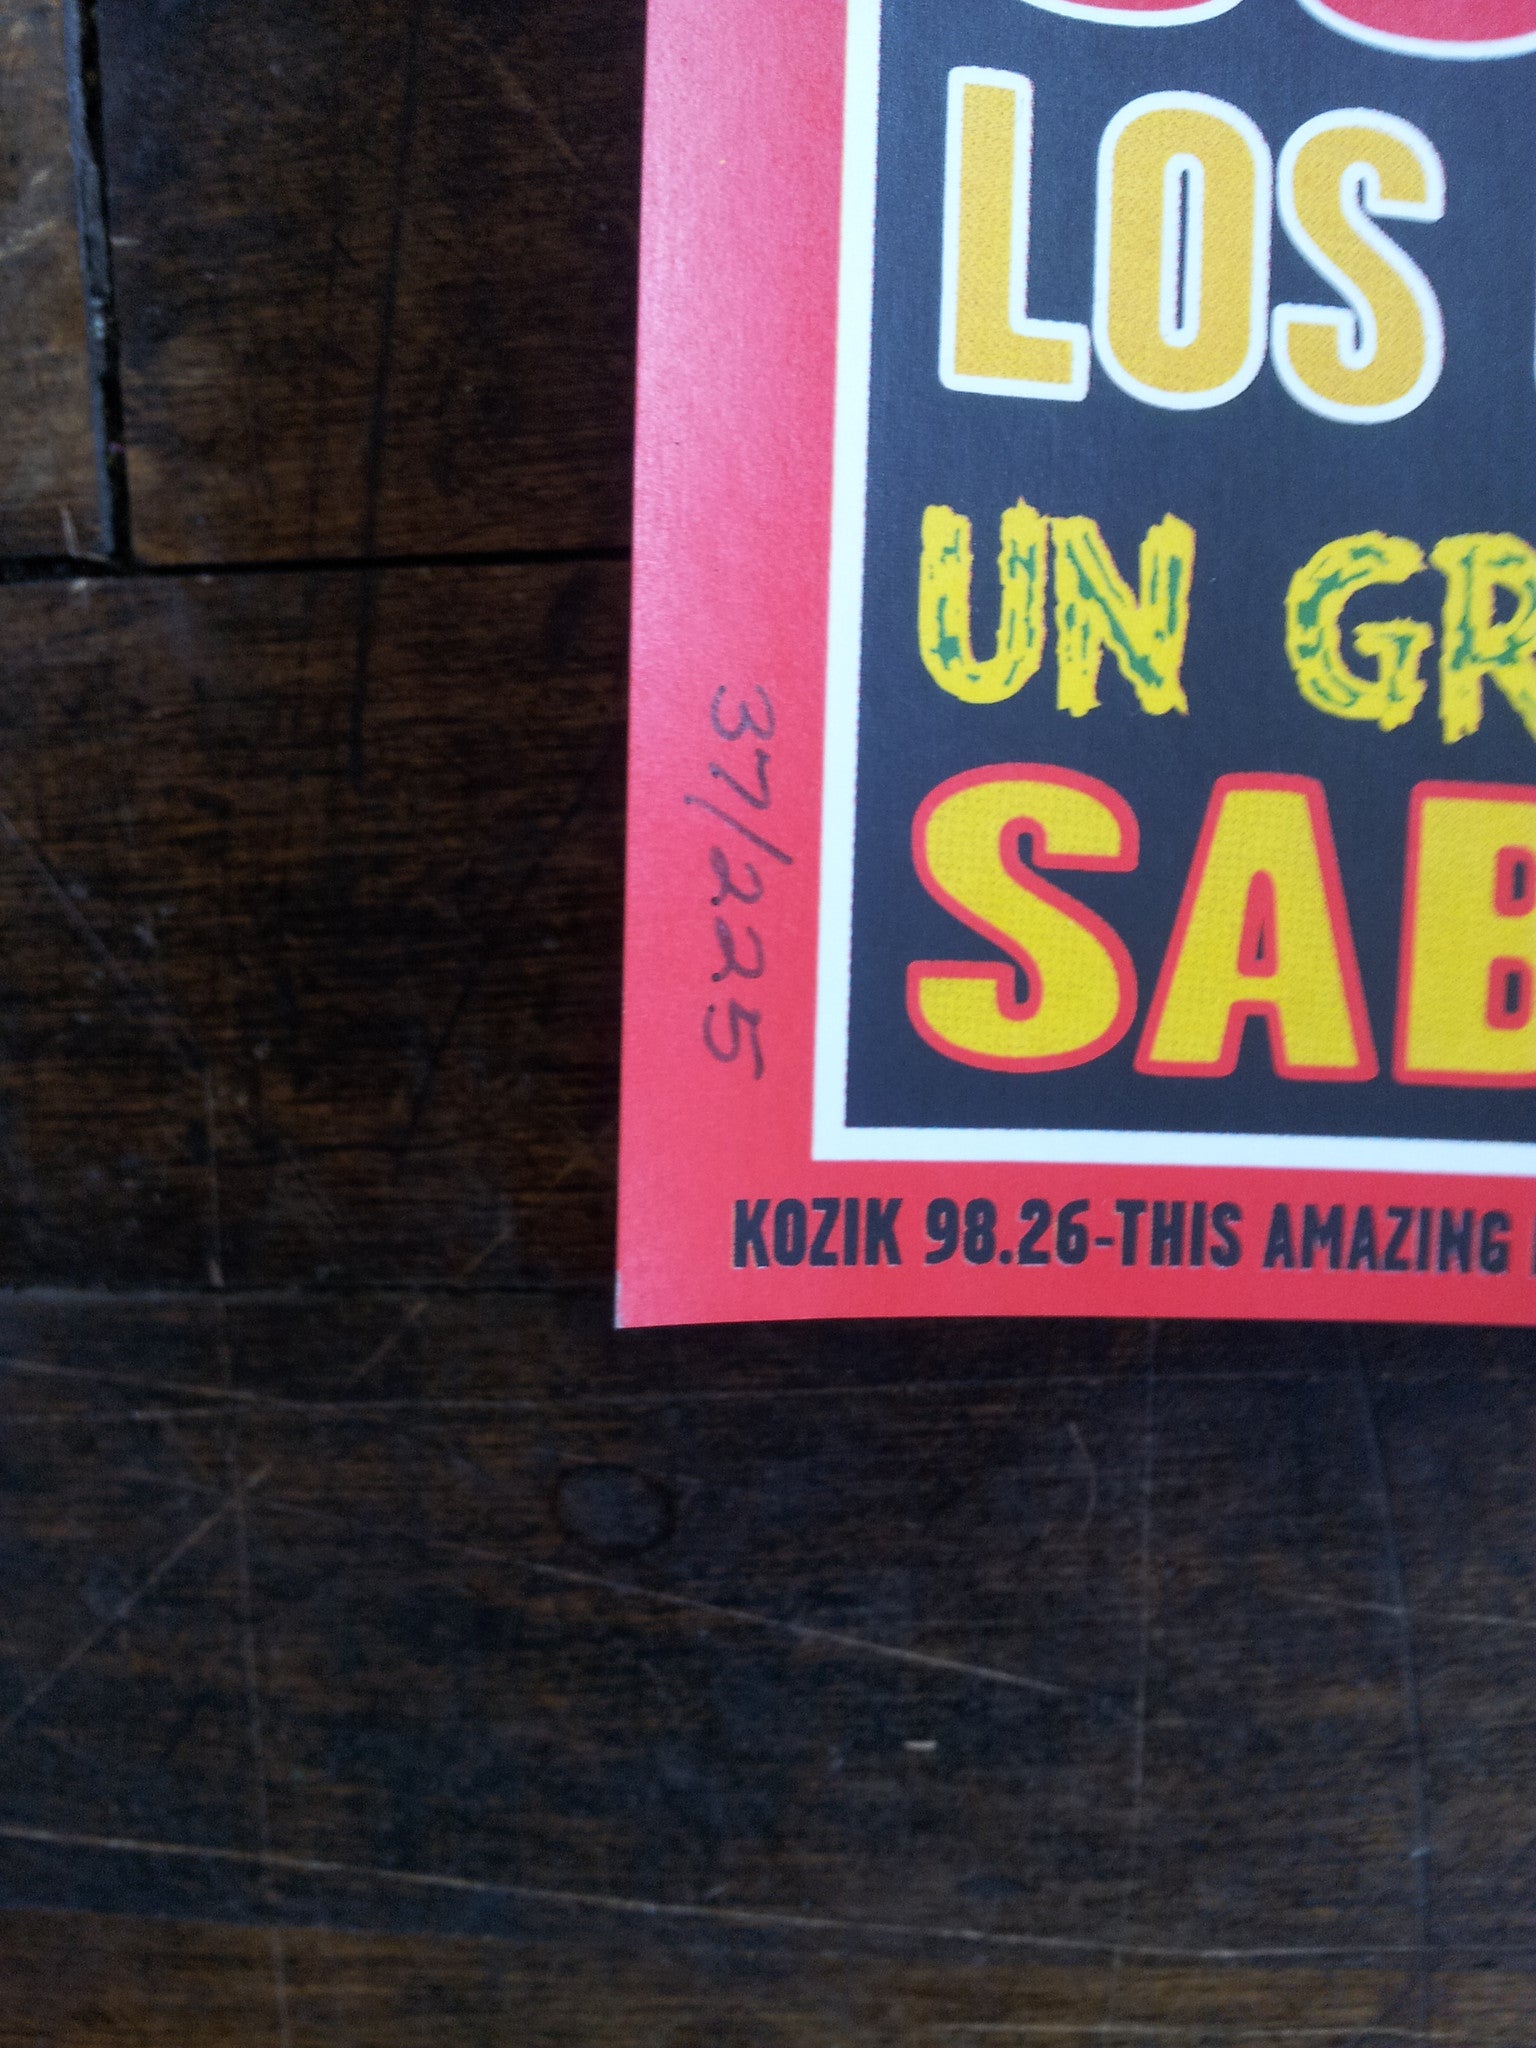 LOS
UN GR
SAB
37/225
KOZIK 98.26-THIS AMAZING